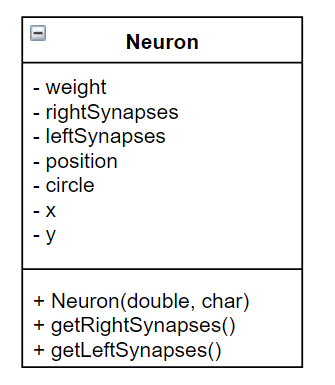 Neuron
- weight
- rightSynapses
- leftSynapses
- position
- circle
- x
- y
+ Neuron(double, char)
+ getRightSynapses()
+ getLeftSynapses()